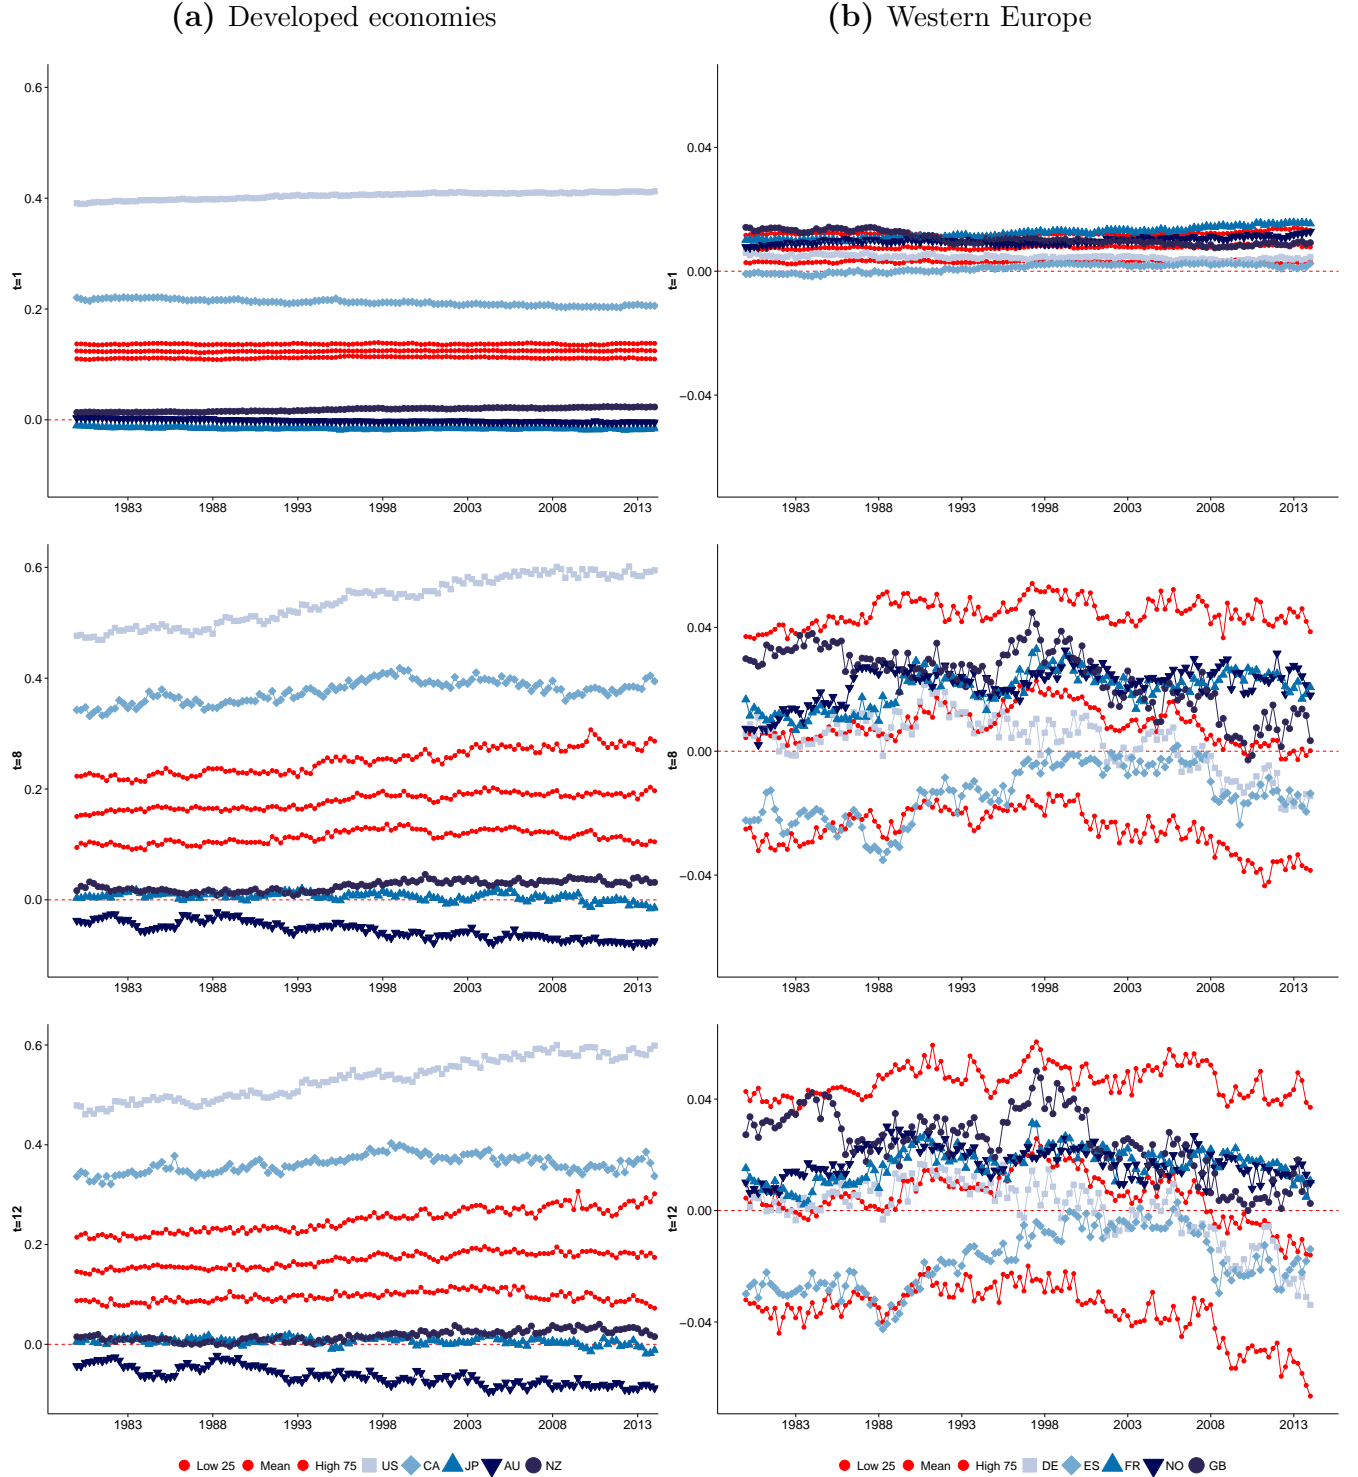 (a) Developed economies
(b) Western Europe
0.6
0.4
0.2
0.0
t=1
1983 1988 1993 1998 2003 2008 2013
0.04
0.00
−0.04
t=1
1983 1988 1993 1998 2003 2008 2013
0.6
0.4
0.2
0.0
t=8
1983 1988 1993 1998 2003 2008 2013
0.04
0.00
−0.04
t=8
1983 1988 1993 1998 2003 2008 2013
0.6
0.4
0.2
0.0
t=12
1983 1988 1993 1998 2003 2008 2013
0.04
0.00
−0.04
t=12
1983 1988 1993 1998 2003 2008 2013
Low 25 Mean High 75 US CA JP AU NZ
Low 25 Mean High 75 DE ES FR NO GB